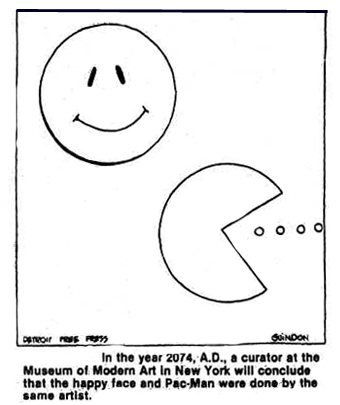 DETROIT FREE PRESS GUINDON
In the year 2074, A.D., a curator at the
Museum of Modern Art in New York will conclude
that the happy face and Pac-Man were done by the
same artist.